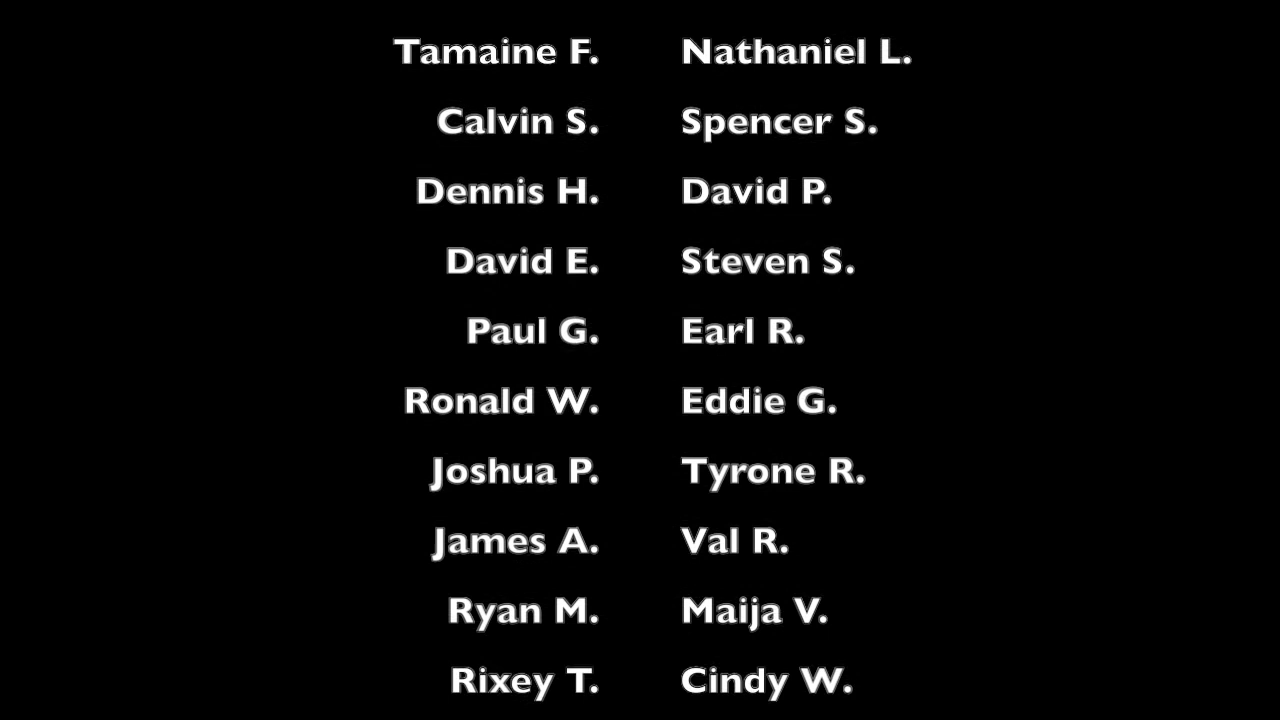 Tamaine F. Nathaniel L.
Calvin S. Spencer S.
Dennis H. David P.
David E. Steven S.
Paul G. Earl R.
Ronald W. Eddie G.
Joshua P. Tyrone R.
James A. Val R.
Ryan M. Maija V.
Rixey T. Cindy W.